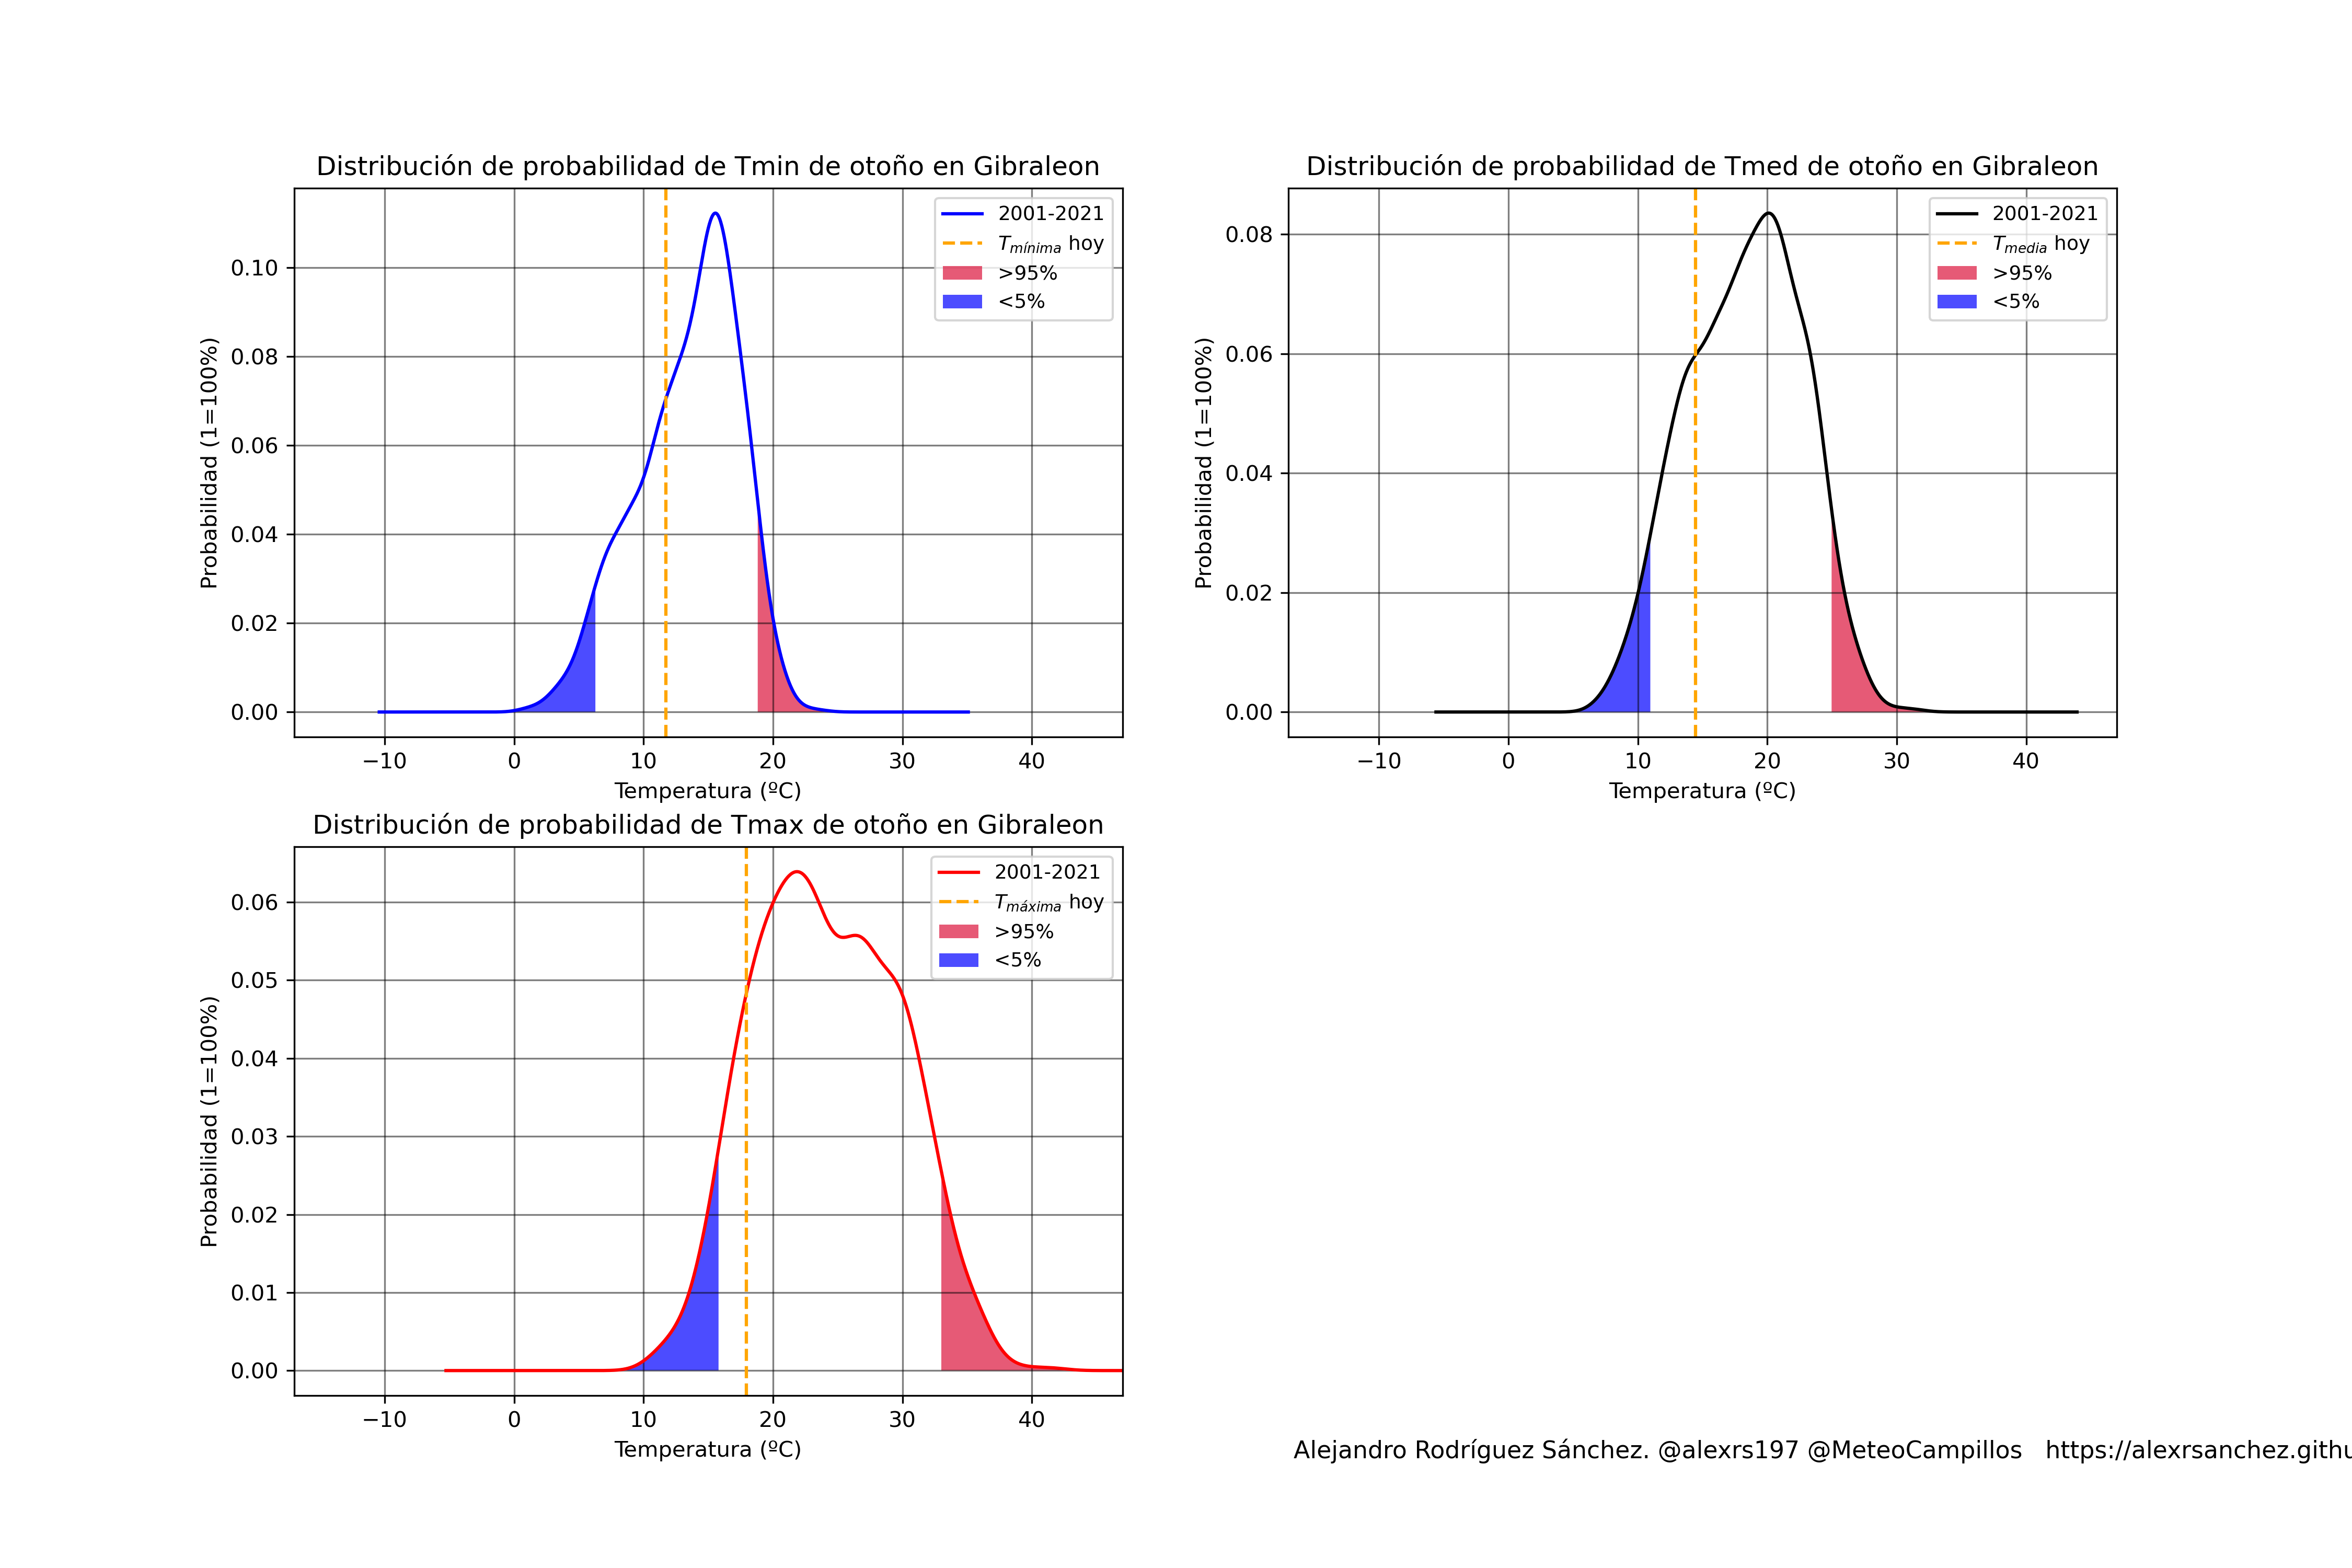 Distribución de probabilidad de Tmin de otoño en Gibraleon
2001-2021
Tmínima hoy
>95%
<5%
Probabilidad (1=100%)
0.10
0.08
0.06
0.04
0.02
0.00
−10 0 10 20 30 40
Temperatura (ºC)
Distribución de probabilidad de Tmed de otoño en Gibraleon
2001-2021
Tmedia hoy
>95%
<5%
Probabilidad (1=100%)
0.08
0.06
0.04
0.02
0.00
−10 0 10 20 30 40
Temperatura (ºC)
Distribución de probabilidad de Tmax de otoño en Gibraleon
2001-2021
Tmáxima hoy
>95%
<5%
Probabilidad (1=100%)
0.06
0.05
0.04
0.03
0.02
0.01
0.00
−10 0 10 20 30 40
Temperatura (ºC)
Alejandro Rodríguez Sánchez. @alexrs197 @MeteoCampillos https://alexrsanchez.githu